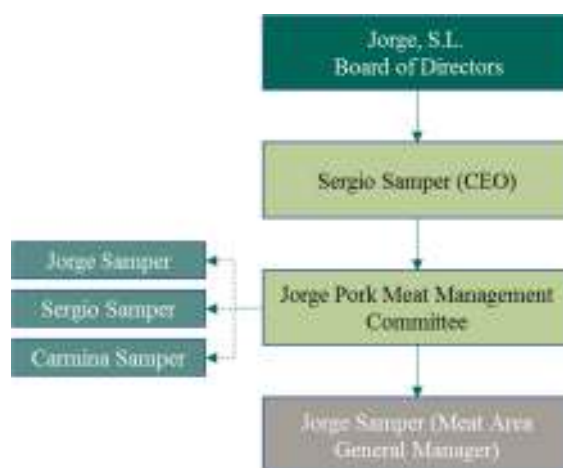 Jorge, S.L.
Board of Directors
Sergio Samper (CEO)
Jorge Samper
Sergio Samper
Carmina Samper
Jorge Pork Meat Management
Committee
Jorge Samper (Meat Area
General Manager)